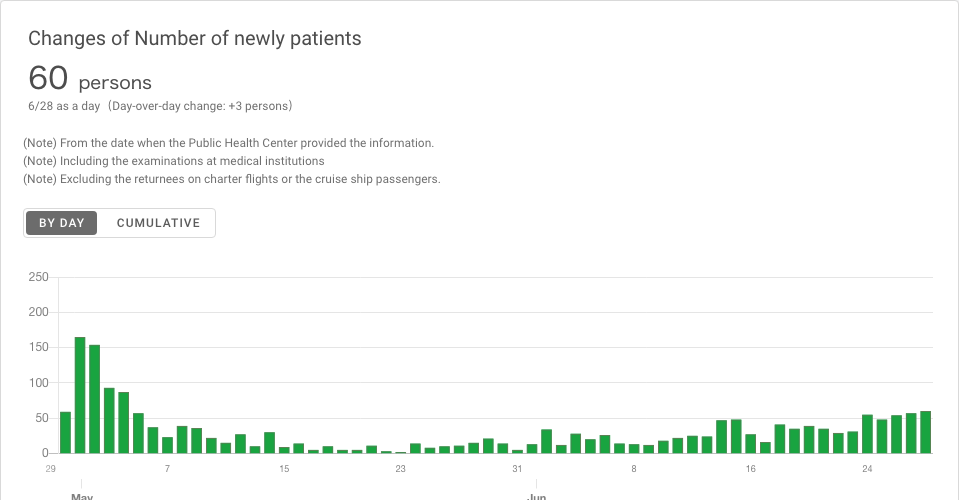 Changes of Number of newly patients
60 persons
6/28 as a day（Day-over-day change: +3 persons）
(Note) From the date when the Public Health Center provided the information.
(Note) Including the examinations at medical institutions
(Note) Excluding the returnees on charter flights or the cruise ship passengers.
BY DAY CUMULATIVE
250
200
150
100
50
0
29 7 15 23 31 8 16 24
May Jun